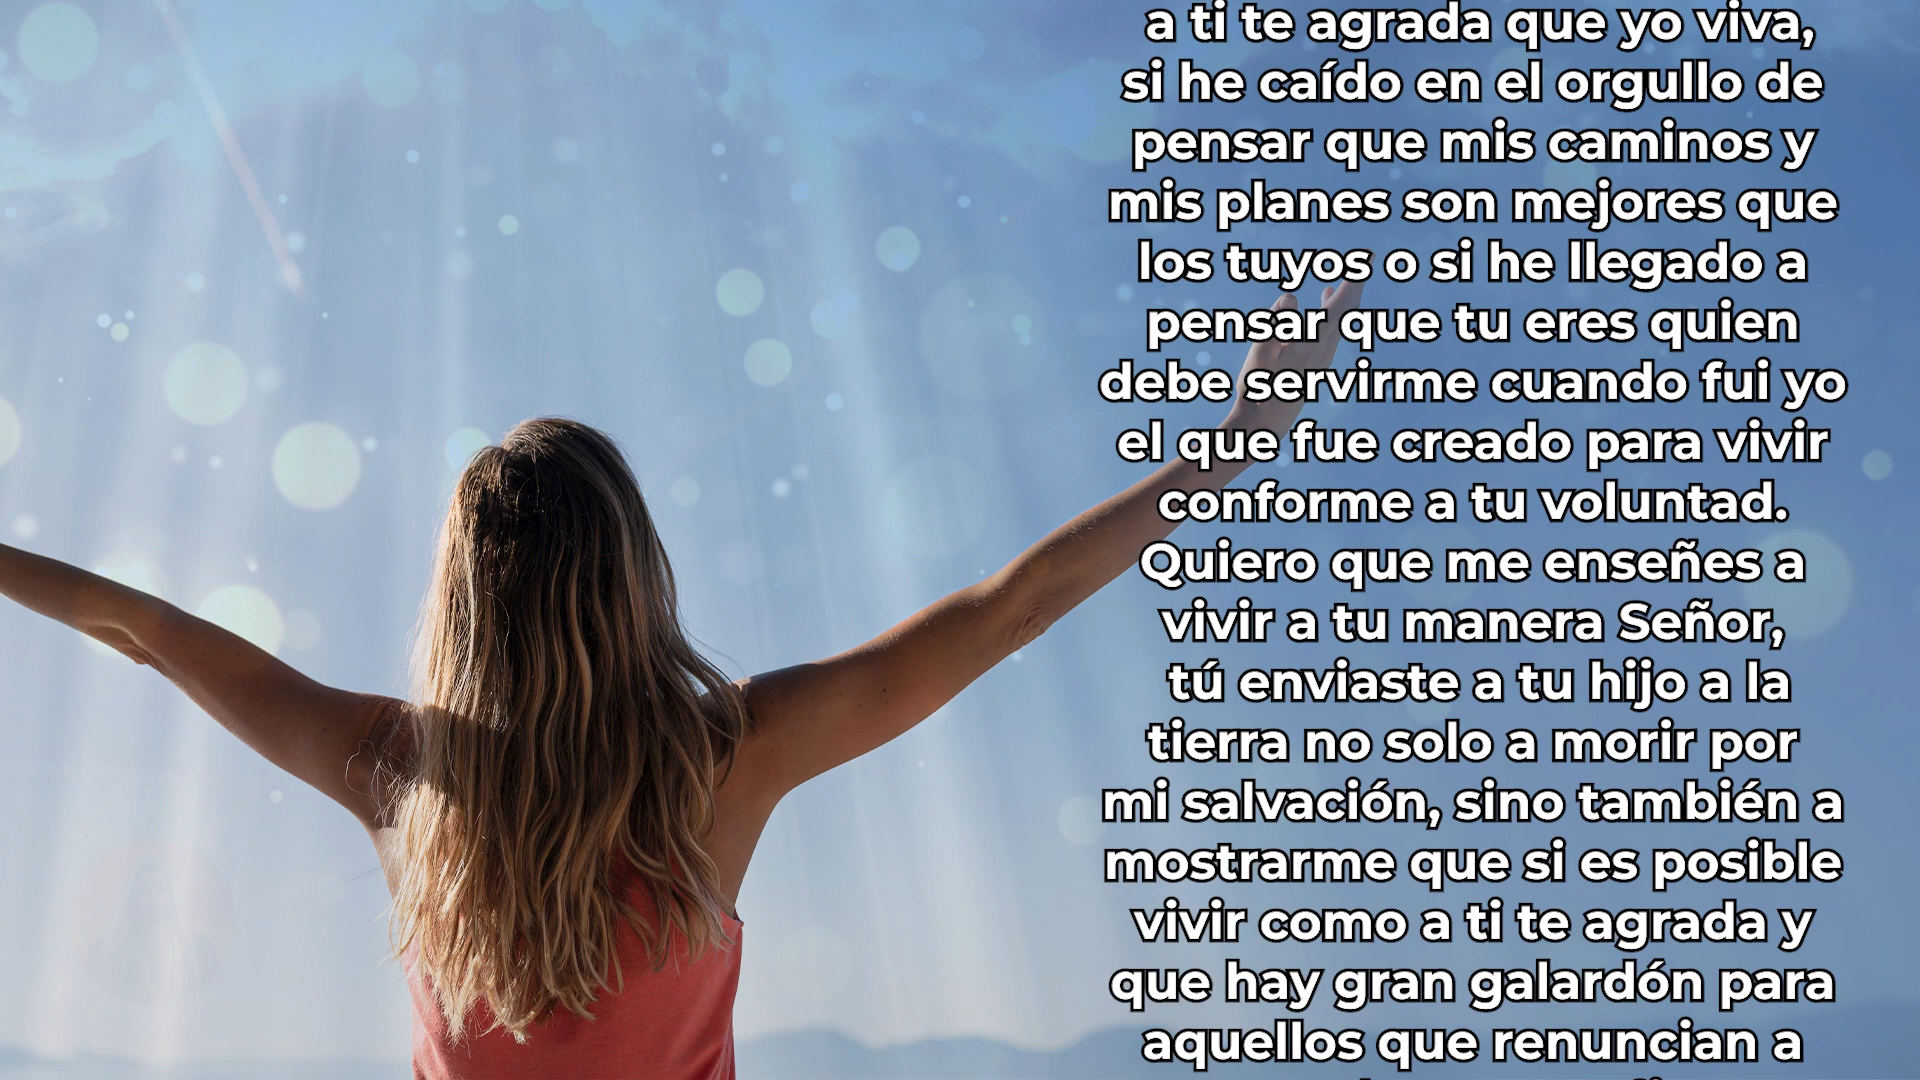 a ti te agrada que yo viva,
si he caído en el orgullo de
pensar que mis caminos y
mis planes son mejores que
los tuyos o si he llegado a
pensar que tu eres quien
debe servirme cuando fui yo
el que fue creado para vivir
conforme a tu voluntad.
Quiero que me enseñes a
vivir a tu manera Señor,
tú enviaste a tu hijo a la
tierra no solo a morir por
mi salvación, sino también a
mostrarme que si es posible
vivir como a ti te agrada y
que hay gran galardón para
aquellos que renuncian a